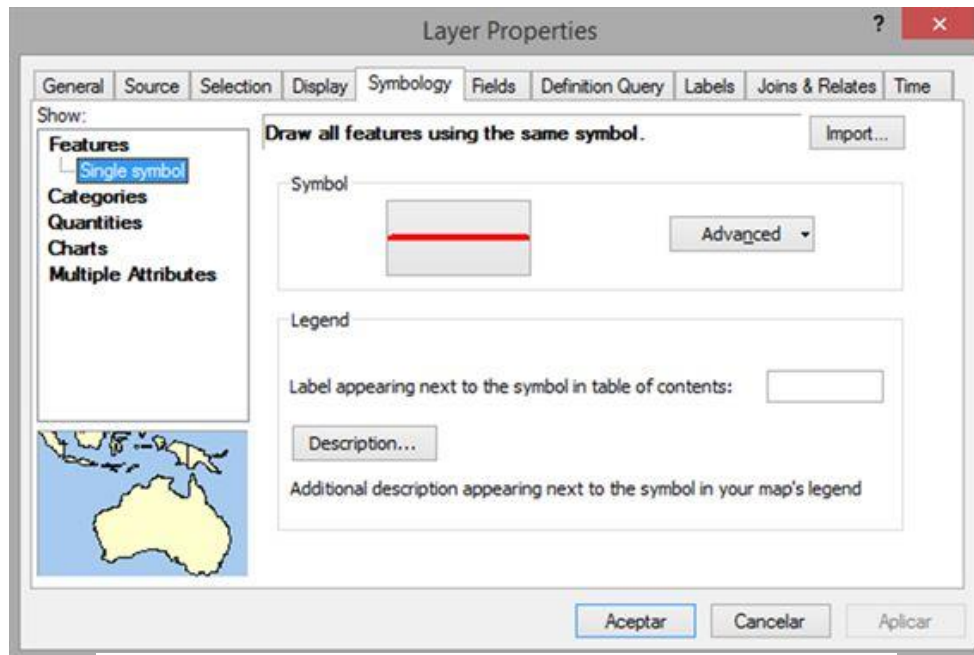 Layer Properties
?
General Source Selection Display Symbology Fields Definition Query Labels Joins & Relates Time
Show:
Features
Single symbol
Categories
Quantities
Charts
Multiple Attributes
Draw all features using the same symbol.
Import...
Symbol
Advanced
Legend
Label appearing next to the symbol in table of contents:
Description...
Additional description appearing next to the symbol in your map's legend
Aceptar Cancelar Aplicar